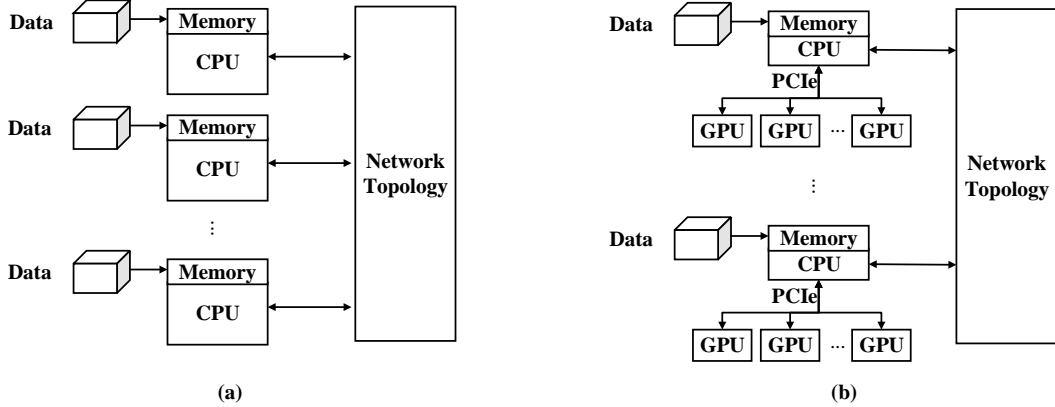 Data
Memory
CPU
Data
Memory
CPU
...
Data
Memory
CPU
Network
Topology
(a)
Data
Memory
CPU
PCIe
GPU GPU ... GPU
...
Data
Memory
CPU
PCIe
GPU GPU ... GPU
Network
Topology
(b)